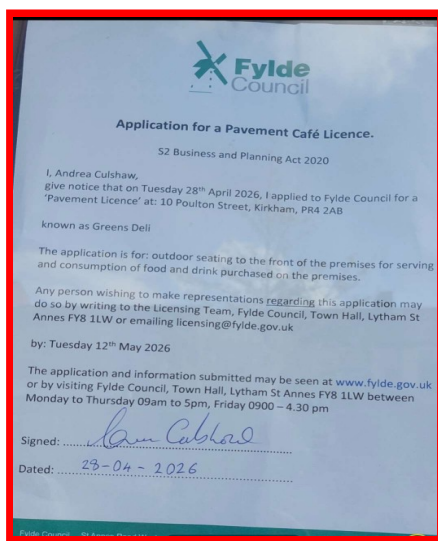 Fylde
Council
Application for a Pavement Café Licence.
S2 Business and Planning Act 2020
I, Andrea Culshaw,
give notice that on Tuesday 28th April 2026, I applied to Fylde Council for a
'Pavement Licence' at: 10 Poulton Street, Kirkham, PR4 2AB
known as Greens Deli
The application is for: outdoor seating to the front of the premises for serving
and consumption of food and drink purchased on the premises.
Any person wishing to make representations regarding this application may
do so by writing to the Licensing Team, Fylde Council, Town Hall, Lytham St
Annes FY8 1LW or emailing licensing@fylde.gov.uk
by: Tuesday 12th May 2026
The application and information submitted may be seen at www.fylde.gov.uk
or by visiting Fylde Council, Town Hall, Lytham St Annes FY8 1LW between
Monday to Thursday 09am to 5pm, Friday 0900 – 4.30 pm
Signed:
Dated: 28-04-2026
Fylde Council